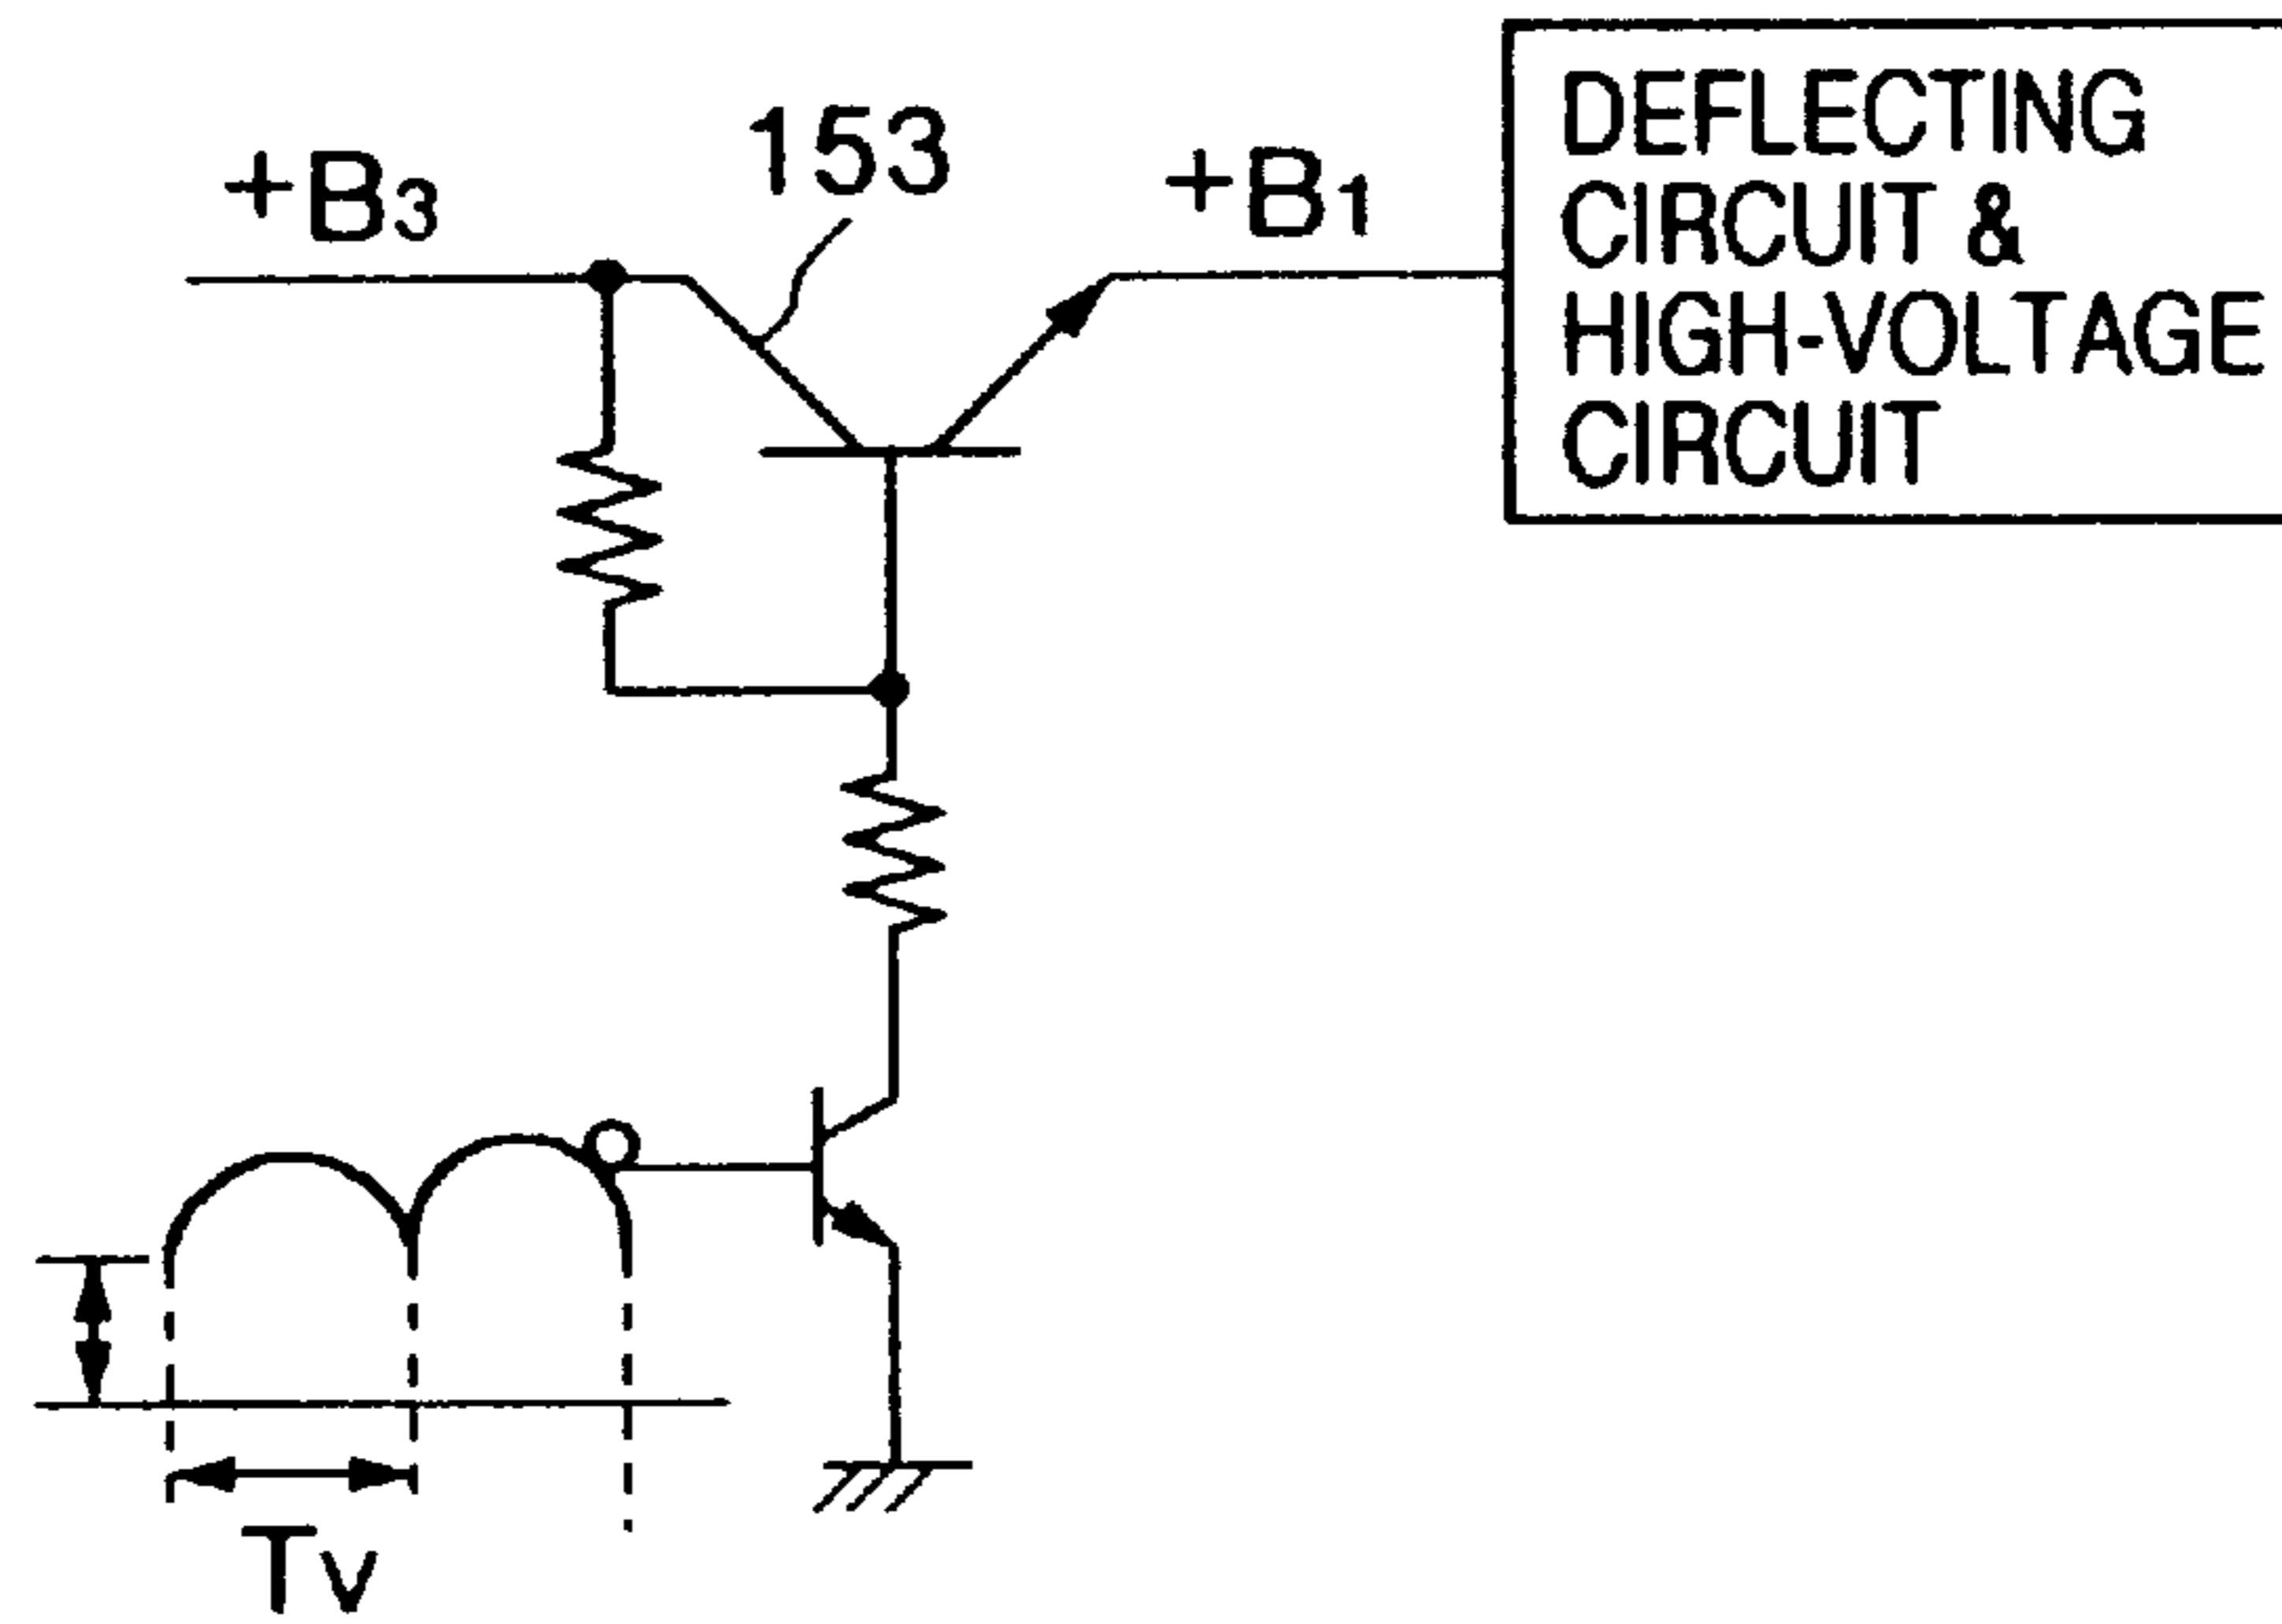 +B3
153
+B1
DEFLECTING
CIRCUIT &
HIGH-VOLTAGE
CIRCUIT
Tv